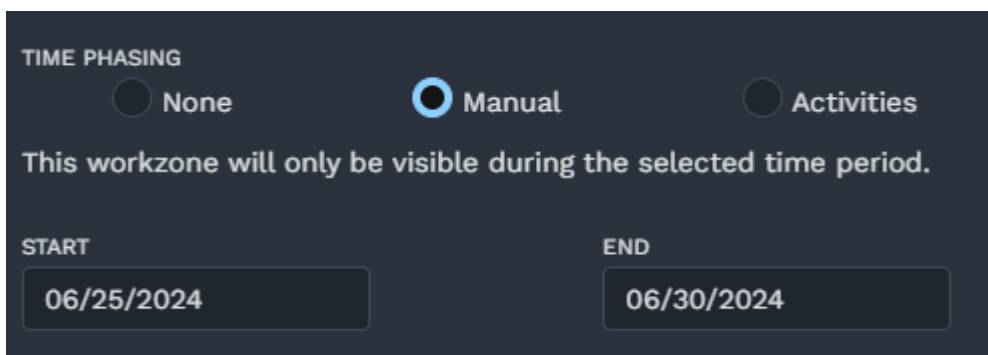 TIME PHASING
None Manual Activities
This workzone will only be visible during the selected time period.
START END
06/25/2024 06/30/2024